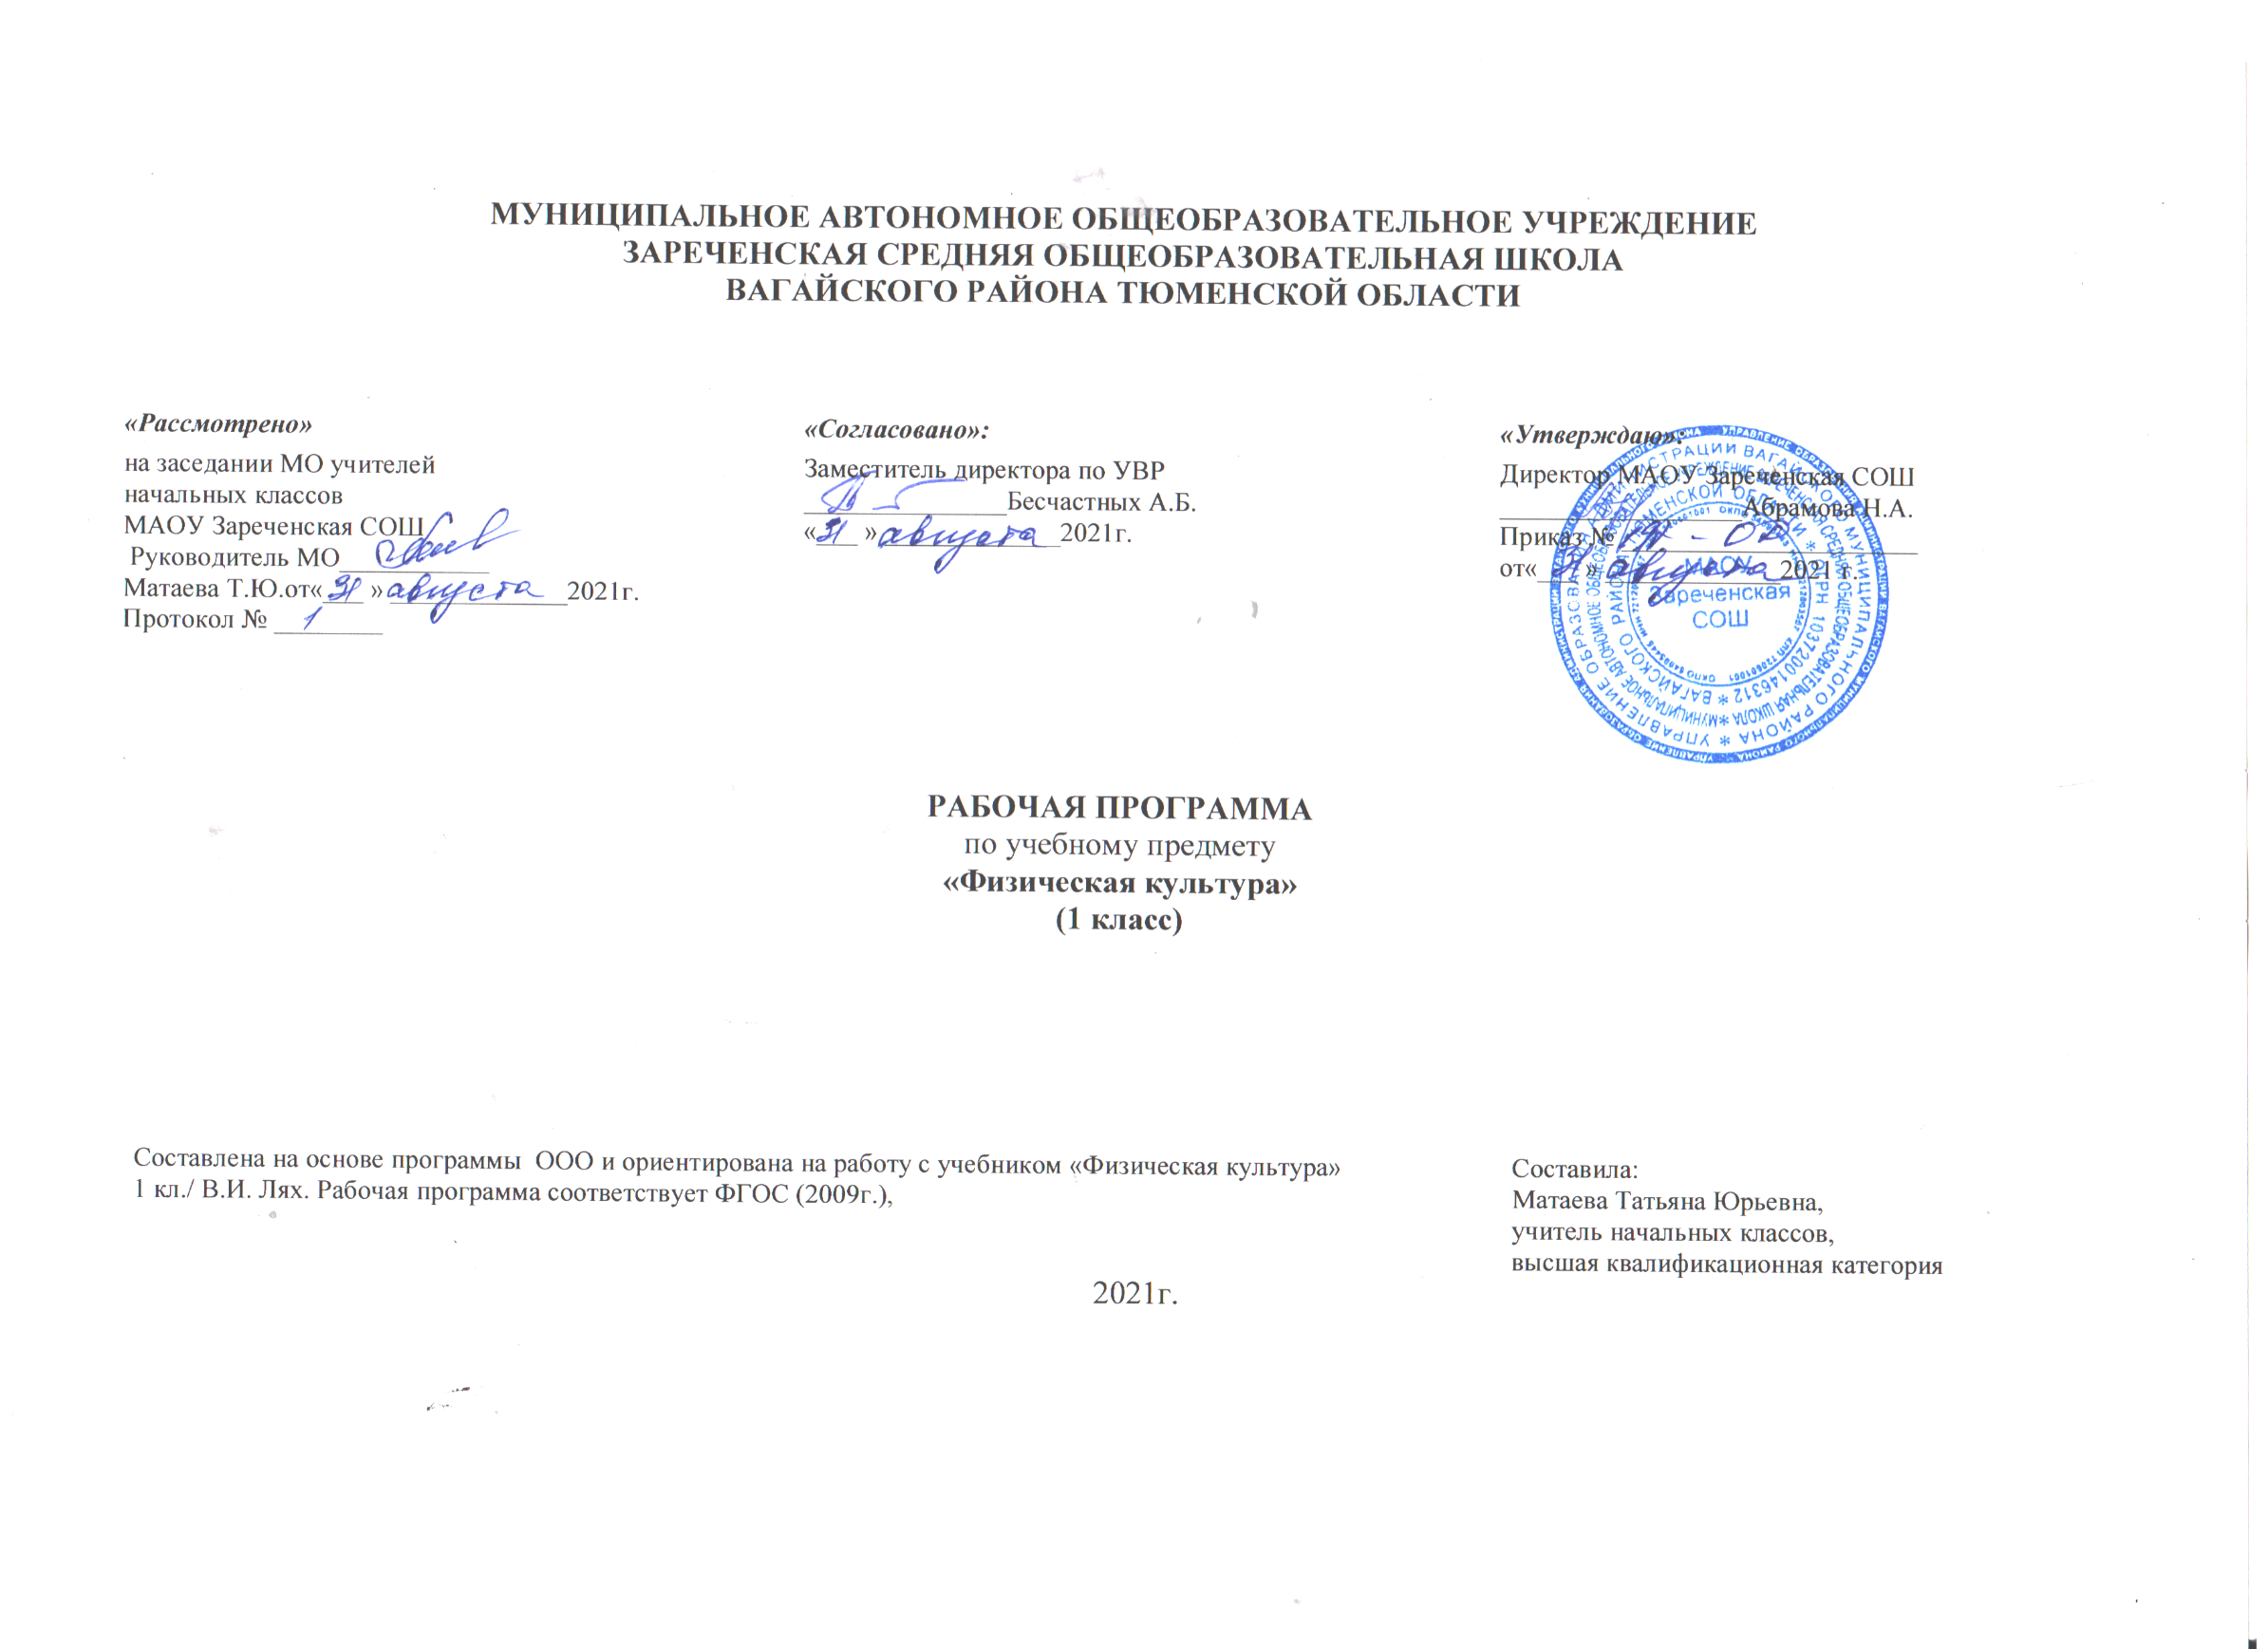 МУНИЦИПАЛЬНОЕ АВТОНОМНОЕ ОБЩЕОБРАЗОВАТЕЛЬНОЕ УЧРЕЖДЕНИЕ
ЗАРЕЧЕНСКАЯ СРЕДНЯЯ ОБЩЕОБРАЗОВАТЕЛЬНАЯ ШКОЛА
ВАГАЙСКОГО РАЙОНА ТЮМЕНСКОЙ ОБЛАСТИ
«Рассмотрено»
на заседании МО учителей
начальных классов
МАОУ Зареченская СОШ
Руководитель МО
Матаева Т.Ю.от« 31 » августа 2021г.
Протокол № 1
«Согласовано»:
Заместитель директора по УВР
Бесчастных А.Б.
« 31 » августа 2021г.
«Утверждаю»:
Директор МАОУ Зареченская СОШ
Абрамова Н.А.
Приказ №
от« 31 » августа 2021 г.
МАОУ
Зареченская
СОШ
РАБОЧАЯ ПРОГРАММА
по учебному предмету
«Физическая культура»
(1 класс)
Составлена на основе программы ООО и ориентирована на работу с учебником «Физическая культура»
1 кл./ В.И. Лях. Рабочая программа соответствует ФГОС (2009г.),
Составила:
Матаева Татьяна Юрьевна,
учитель начальных классов,
высшая квалификационная категория
2021г.